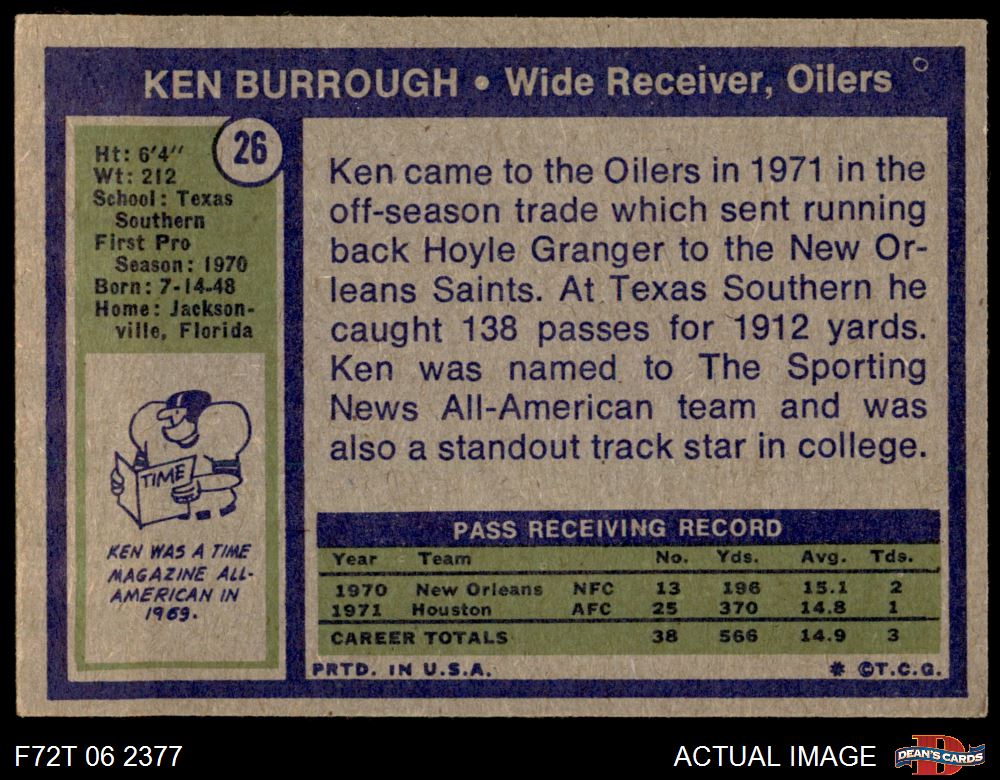 KEN BURROUGH • Wide Receiver, Oilers
26
Ht: 6'4"
Wt: 212
School: Texas
Southern
First Pro
Season: 1970
Born: 7-14-48
Home: Jackson-
ville, Florida
TIME
KEN WAS A TIME
MAGAZINE ALL-
AMERICAN IN
1969.
Ken came to the Oilers in 1971 in the
off-season trade which sent running
back Hoyle Granger to the New Or-
leans Saints. At Texas Southern he
caught 138 passes for 1912 yards.
Ken was named to The Sporting
News All-American team and was
also a standout track star in college.
PASS RECEIVING RECORD
Year Team No. Yds. Avg. Tds.
1970 New Orleans NFC 13 196 15.1 2
1971 Houston AFC 25 370 14.8 1
CAREER TOTALS 38 566 14.9 3
PRTD. IN U.S.A. * ©T.C.G.
F72T 06 2377
ACTUAL IMAGE
DEAN'S CARDS